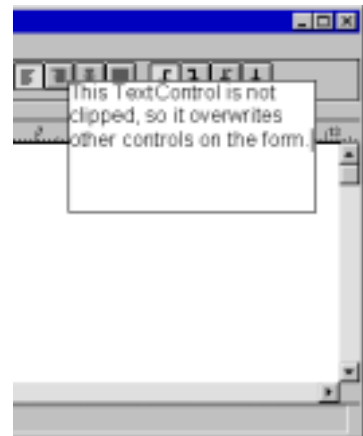 This TextControl is not
clipped, so it overwrites
other controls on the form.